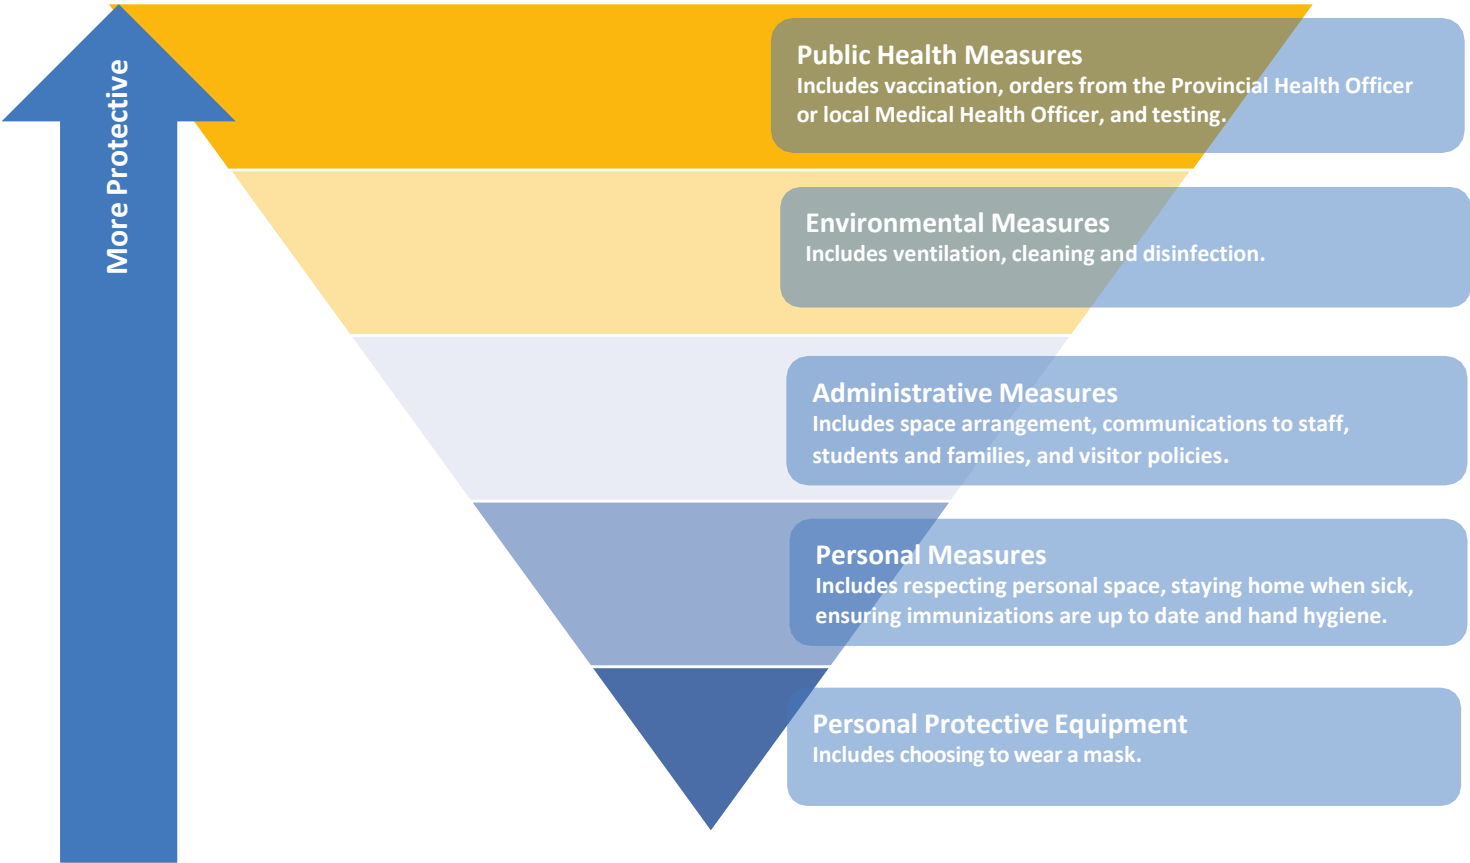 More Protective
Public Health Measures
Includes vaccination, orders from the Provincial Health Officer
or local Medical Health Officer, and testing.
Environmental Measures
Includes ventilation, cleaning and disinfection.
Administrative Measures
Includes space arrangement, communications to staff,
students and families, and visitor policies.
Personal Measures
Includes respecting personal space, staying home when sick,
ensuring immunizations are up to date and hand hygiene.
Personal Protective Equipment
Includes choosing to wear a mask.